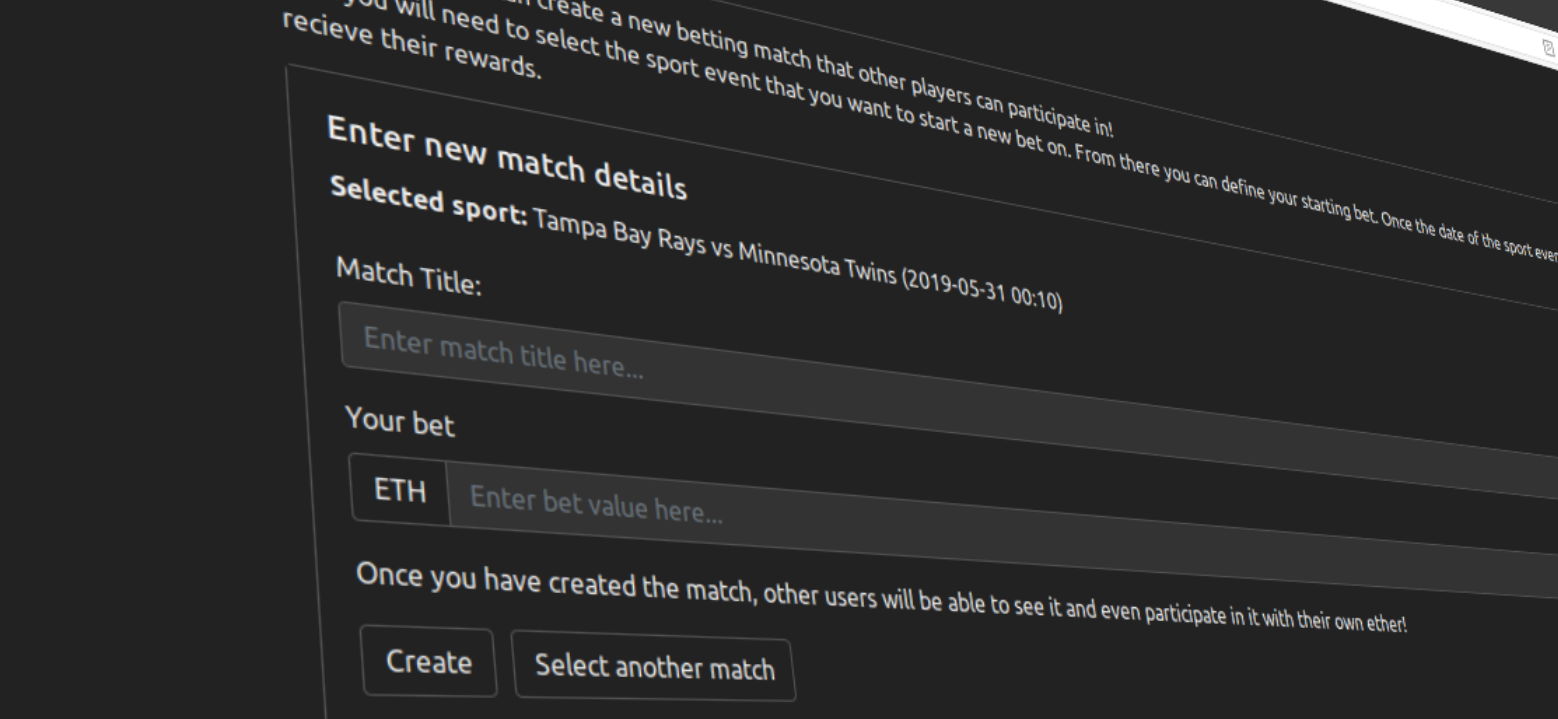 create a new betting match that other players can participate in!
you will need to select the sport event that you want to start a new bet on. From there you can define your starting bet. Once the date of the sport
recieve their rewards.
Enter new match details
Selected sport: Tampa Bay Rays vs Minnesota Twins (2019-05-31 00:10)
Match Title:
Enter match title here...
Your bet
ETH Enter bet value here...
Once you have created the match, other users will be able to see it and even participate in it with their own ether!
Create Select another match